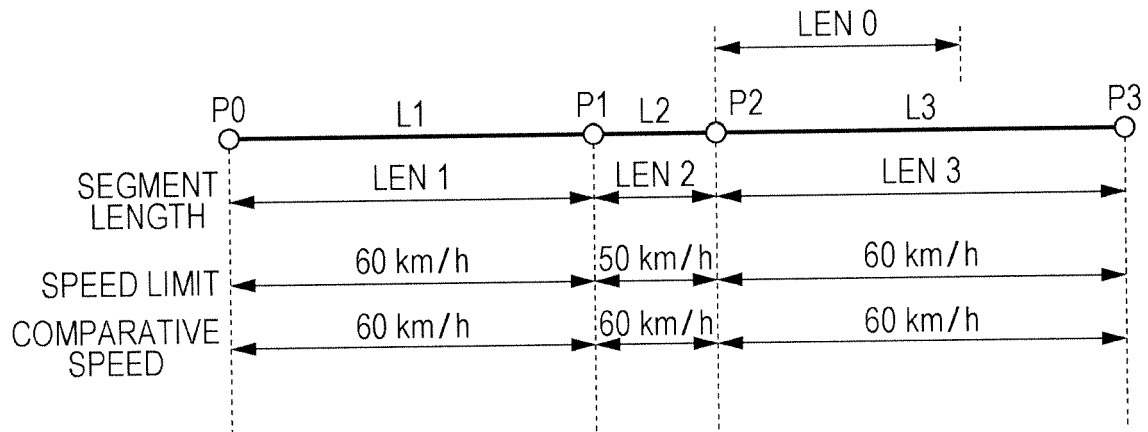 LEN 0
P0 L1 P1 L2 P2 L3 P3
SEGMENT LENGTH LEN 1 LEN 2 LEN 3
SPEED LIMIT 60 km/h 50 km/h 60 km/h
COMPARATIVE SPEED 60 km/h 60 km/h 60 km/h